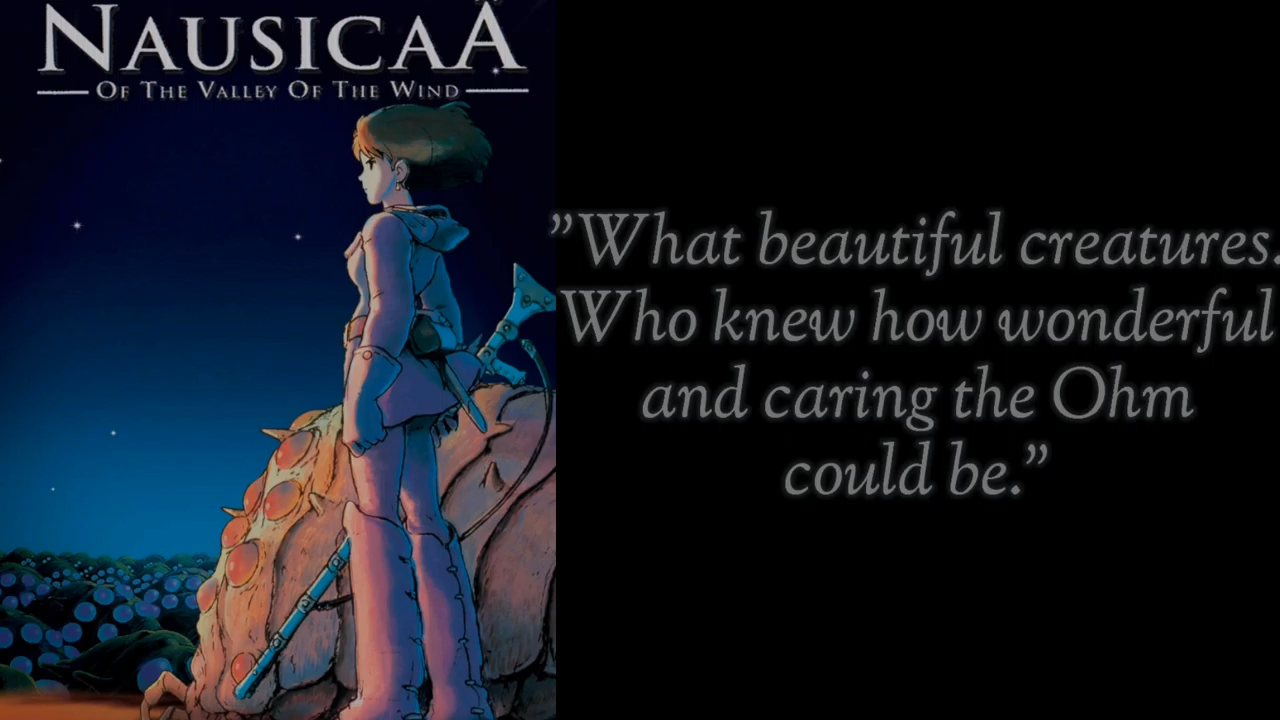 NAUSICAÄ
OF THE VALLEY OF THE WIND
”What beautiful creatures.
Who knew how wonderful
and caring the Ohm
could be.”